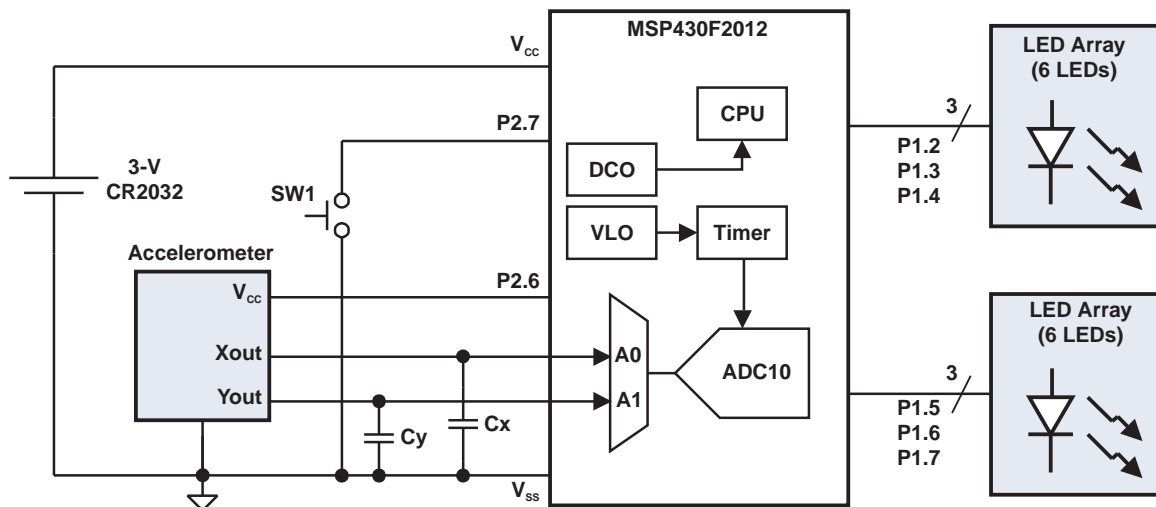 MSP430F2012
VCC
P2.7
3-V
CR2032
SW1
Accelerometer
VCC
P2.6
Xout
Yout
Cy
Cx
VSS
CPU
DCO
VLO
Timer
A0
A1
ADC10
LED Array
(6 LEDs)
3
P1.2
P1.3
P1.4
LED Array
(6 LEDs)
3
P1.5
P1.6
P1.7